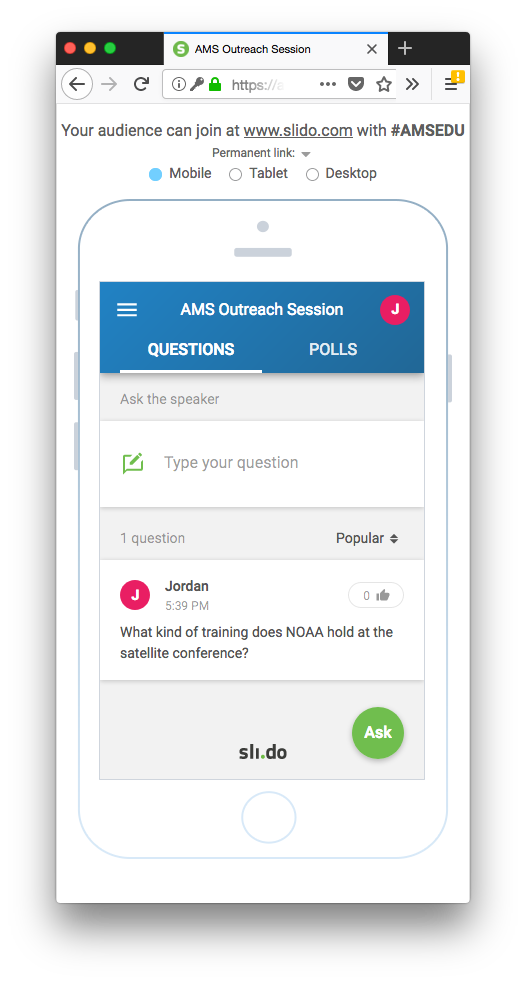 S AMS Outreach Session
https://
Your audience can join at www.slido.com with #AMSEDU
Permanent link:
Mobile Tablet Desktop
AMS Outreach Session J
QUESTIONS POLLS
Ask the speaker
Type your question
1 question Popular
J Jordan 0
5:39 PM
What kind of training does NOAA hold at the
satellite conference?
Ask
sli.do